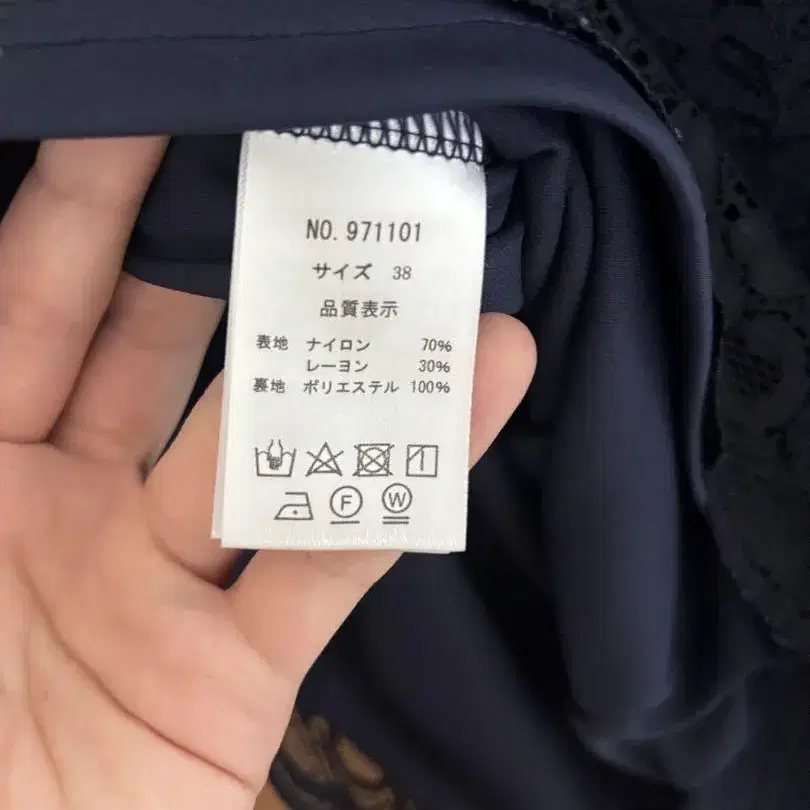 NO. 971101
サイズ 38
品質表示
表地 ナイロン 70%
レーヨン 30%
裏地 ポリエステル 100%
F W